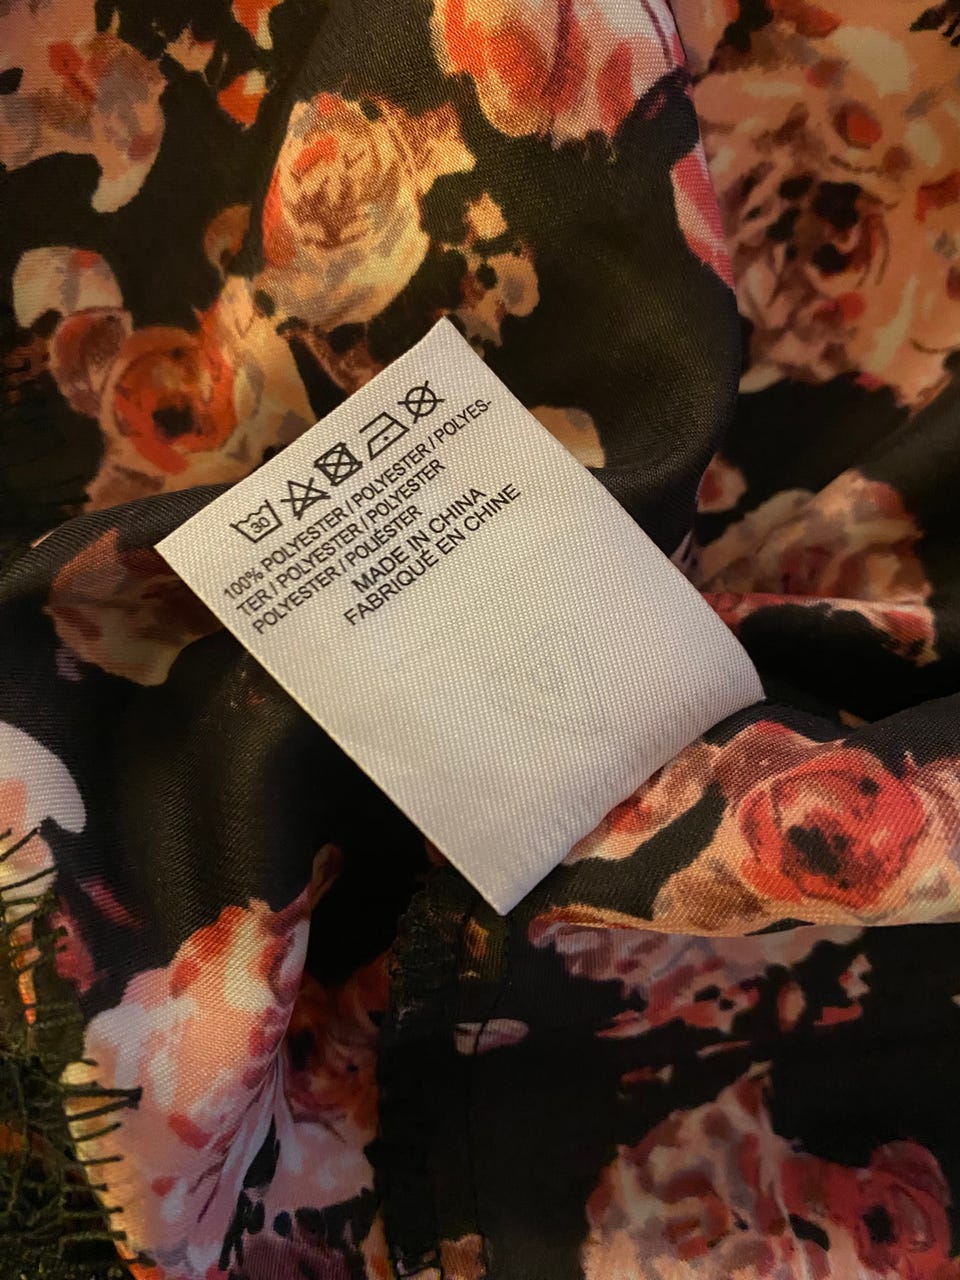 30
100% POLYESTER / POLYESTER / POLYES-
TER / POLYESTER / POLYESTER
POLYESTER / POLIÉSTER
MADE IN CHINA
FABRIQUÉ EN CHINE